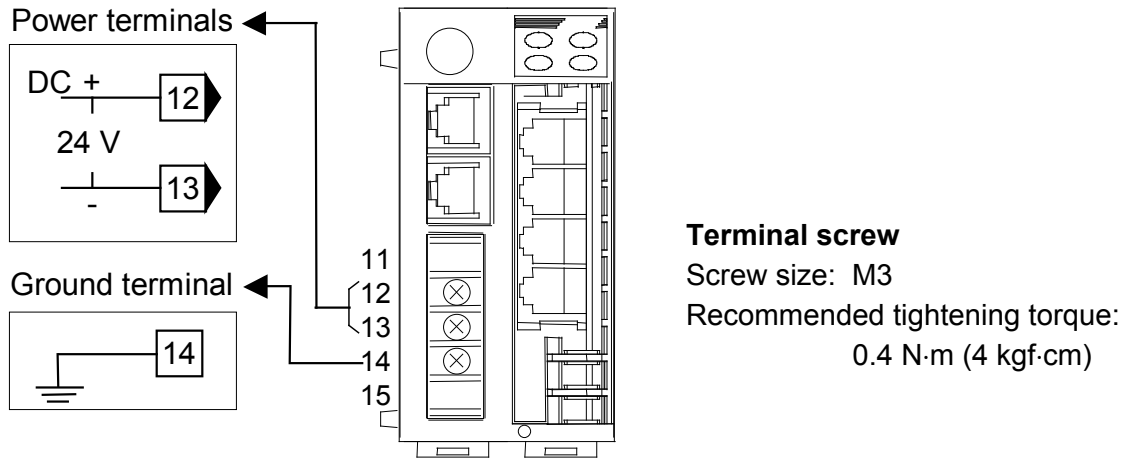 Power terminals
DC +
12
24 V
13
-
Ground terminal
14
11
12
13
14
15
Terminal screw
Screw size: M3
Recommended tightening torque:
0.4 N·m (4 kgf·cm)